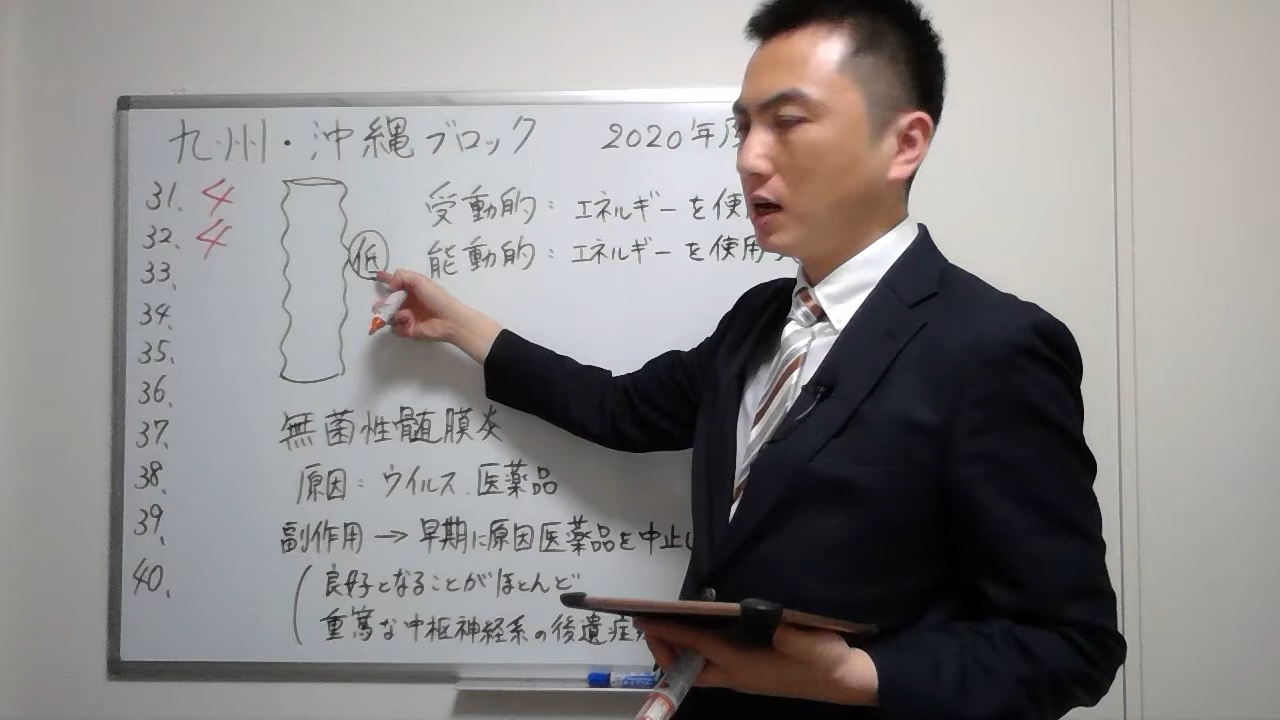 九州・沖縄ブロック 2020年度
31. 4
32. 4
33.
34.
35.
36.
37.
38.
39.
40.
低
受動的：エネルギーを使
能動的：エネルギーを使用
無菌性髄膜炎
原因：ウイルス、医薬品
副作用→早期に原因医薬品を中止し
(良好となることがほとんど
重篤な中枢神経系の後遺症